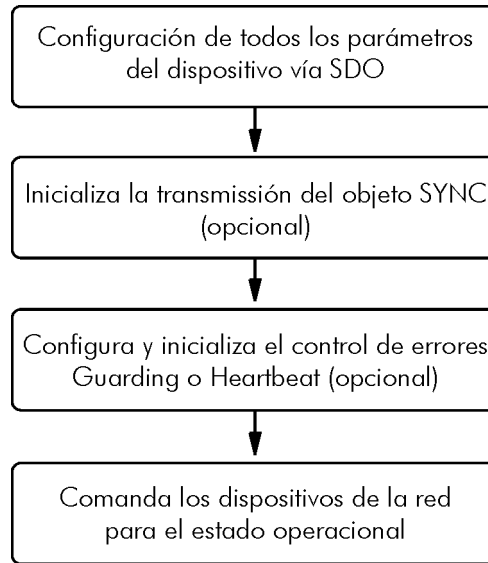 Configuración de todos los parámetros
del dispositivo vía SDO
Inicializa la transmissión del objeto SYNC
(opcional)
Configura y inicializa el control de errores
Guarding o Heartbeat (opcional)
Comanda los dispositivos de la red
para el estado operacional